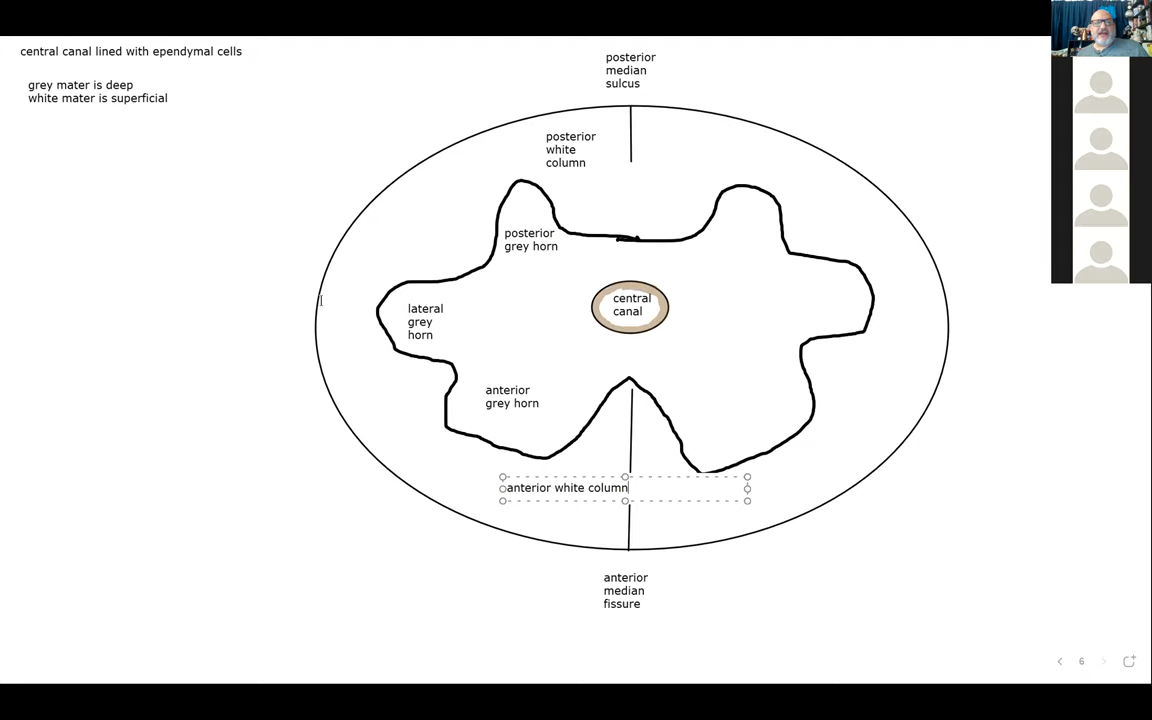 central canal lined with ependymal cells
grey mater is deep
white mater is superficial
posterior
median
sulcus
posterior
white
column
posterior
grey horn
central
canal
lateral
grey
horn
anterior
grey horn
anterior white column
anterior
median
fissure
6